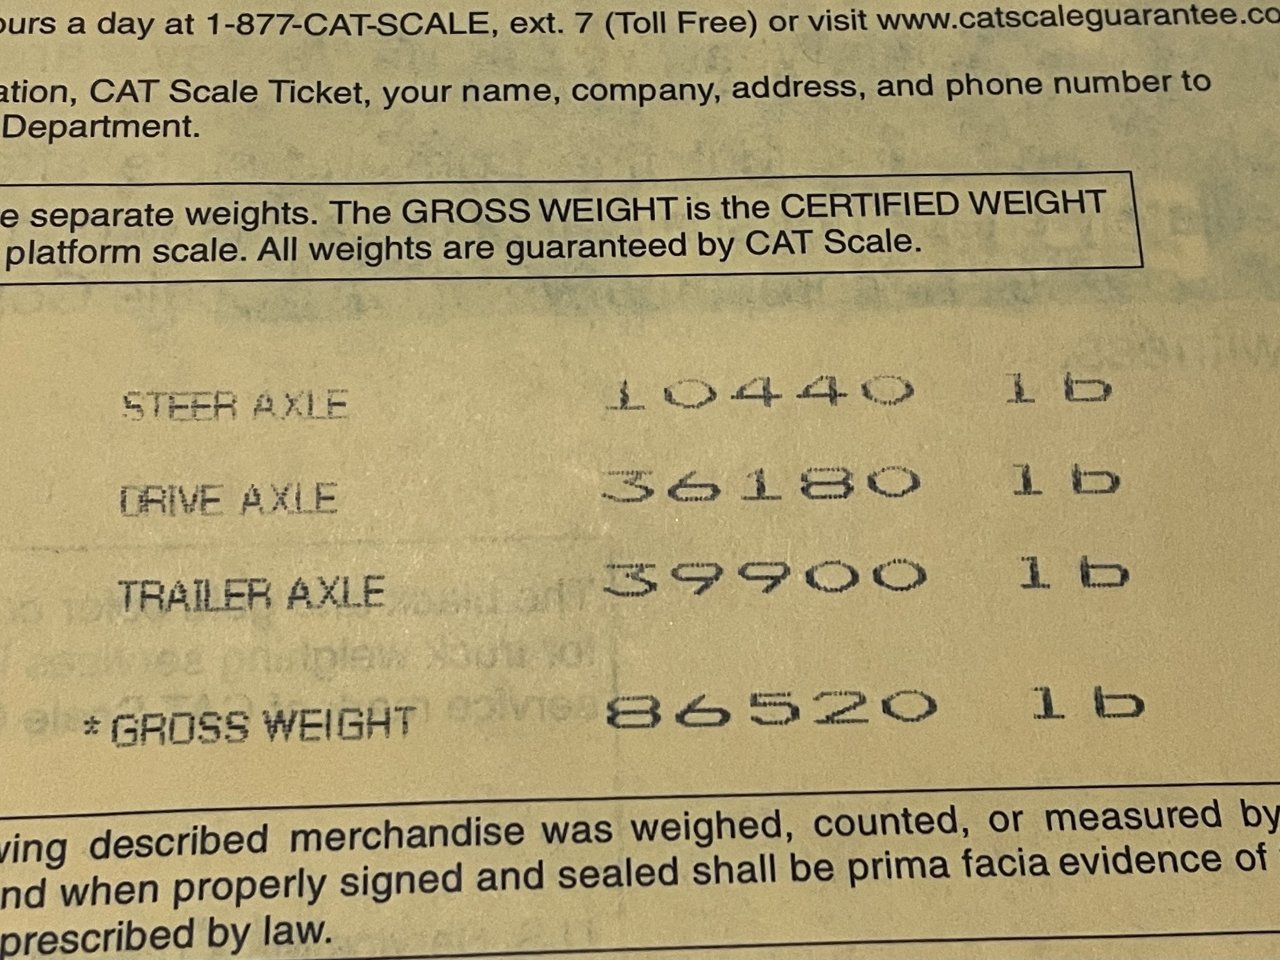 ours a day at 1-877-CAT-SCALE, ext. 7 (Toll Free) or visit www.catscaleguarantee.co
ation, CAT Scale Ticket, your name, company, address, and phone number to
Department.
e separate weights. The GROSS WEIGHT is the CERTIFIED WEIGHT
platform scale. All weights are guaranteed by CAT Scale.
STEER AXLE 10440 lb
DRIVE AXLE 36180 lb
TRAILER AXLE 39900 lb
* GROSS WEIGHT 86520 lb
ving described merchandise was weighed, counted, or measured by
nd when properly signed and sealed shall be prima facia evidence of
prescribed by law.